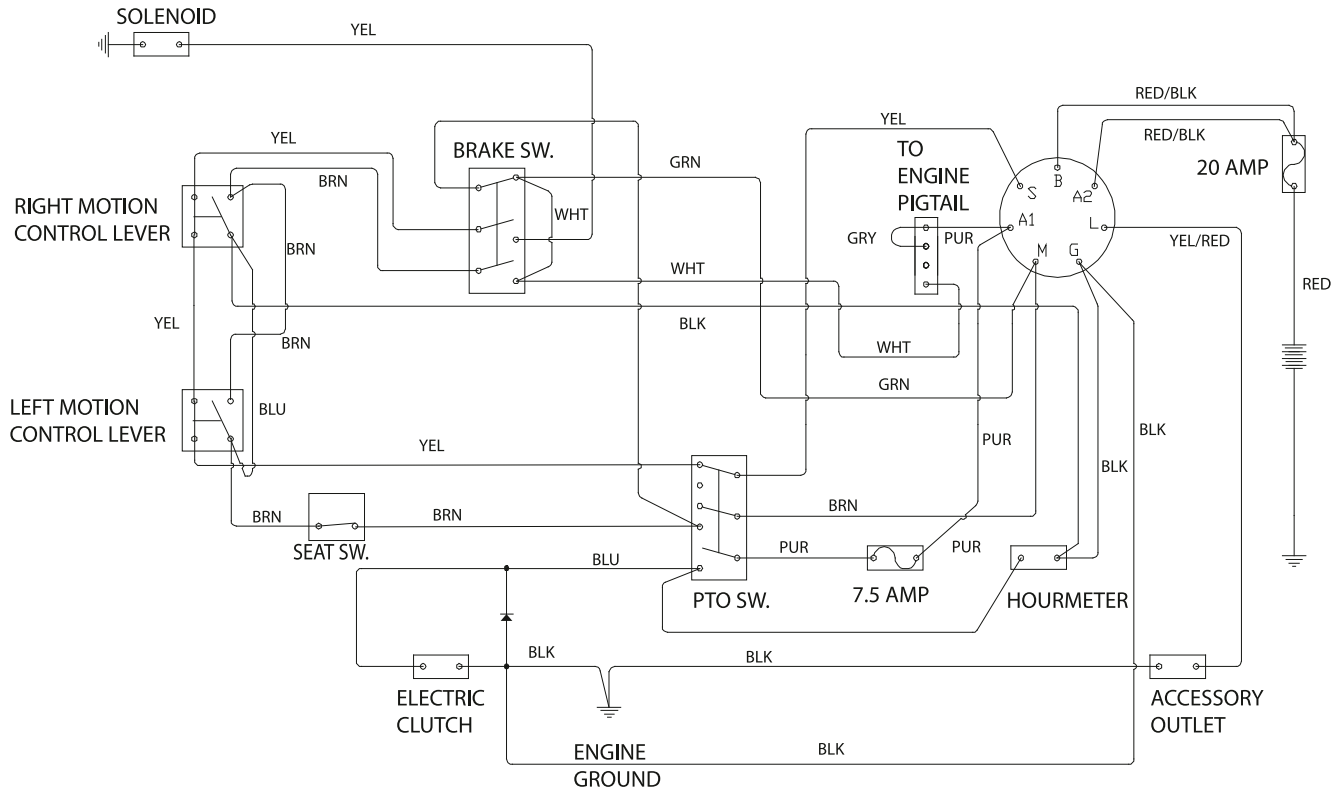 SOLENOID
YEL
RED/BLK
YEL
RED/BLK
YEL
BRAKE SW.
GRN
TO
ENGINE
PIGTAIL
20 AMP
BRN
B
S
A2
RIGHT MOTION
CONTROL LEVER
WHT
A1
L
GRY
PUR
YEL/RED
BRN
M
G
WHT
RED
YEL
BLK
BRN
WHT
GRN
LEFT MOTION
CONTROL LEVER
BLU
BLK
YEL
PUR
BLK
BRN
BRN
BRN
SEAT SW.
PUR
PUR
BLU
PTO SW.
7.5 AMP
HOURMETER
BLK
BLK
ELECTRIC
CLUTCH
ACCESSORY
OUTLET
ENGINE
GROUND
BLK